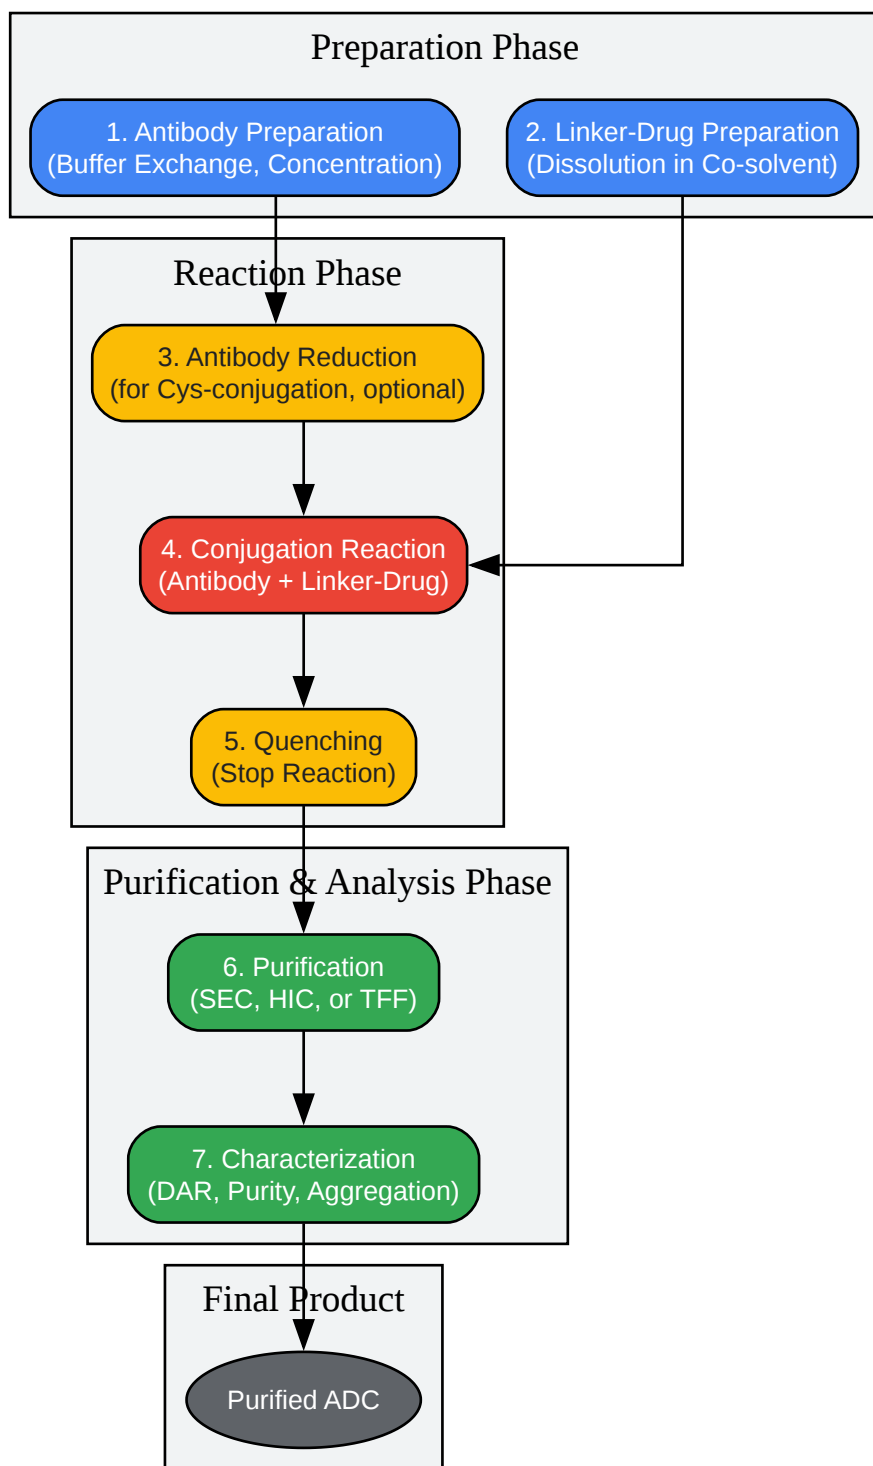 Preparation Phase
1. Antibody Preparation
(Buffer Exchange, Concentration)
2. Linker-Drug Preparation
(Dissolution in Co-solvent)
Reaction Phase
3. Antibody Reduction
(for Cys-conjugation, optional)
4. Conjugation Reaction
(Antibody + Linker-Drug)
5. Quenching
(Stop Reaction)
Purification & Analysis Phase
6. Purification
(SEC, HIC, or TFF)
7. Characterization
(DAR, Purity, Aggregation)
Final Product
Purified ADC